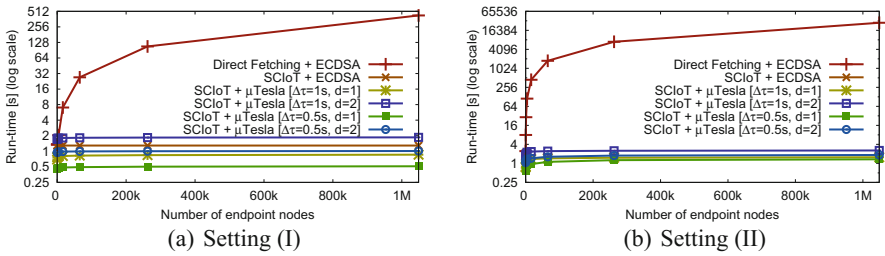 Run-time [s] (log scale)
512
256
128
64
32
16
8
4
2
1
0.5
0.25
Direct Fetching + ECDSA
SCIoT + ECDSA
SCIoT + μTesla [Δτ=1s, d=1]
SCIoT + μTesla [Δτ=1s, d=2]
SCIoT + μTesla [Δτ=0.5s, d=1]
SCIoT + μTesla [Δτ=0.5s, d=2]
0 200k 400k 600k 800k 1M
Number of endpoint nodes
(a) Setting (I)
Run-time [s] (log scale)
65536
16384
4096
1024
256
64
16
4
1
0.25
Direct Fetching + ECDSA
SCIoT + ECDSA
SCIoT + μTesla [Δτ=1s, d=1]
SCIoT + μTesla [Δτ=1s, d=2]
SCIoT + μTesla [Δτ=0.5s, d=1]
SCIoT + μTesla [Δτ=0.5s, d=2]
0 200k 400k 600k 800k 1M
Number of endpoint nodes
(b) Setting (II)